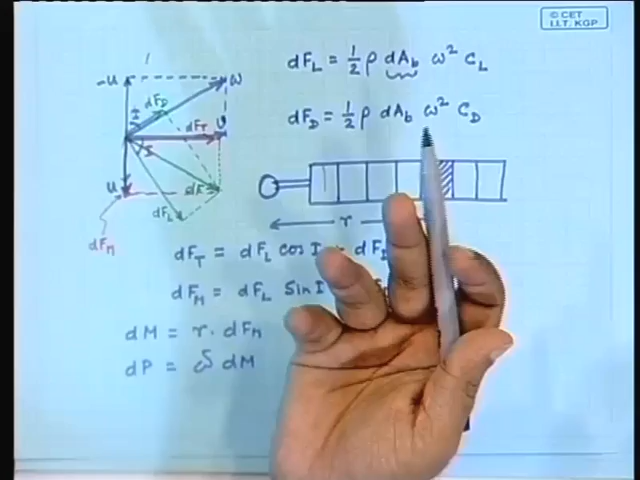 © CET
I.I.T. KGP
dF_L = 1/2 ρ dA_b ω² C_L
-u ω
dF_D
I
dF_T υ
dF_D = 1/2 ρ dA_b ω² C_D
I
u dF
dF_L
r
dF_M
dF_T = dF_L cos I
dF_M = dF_L Sin I
dM = r. dF_M
dP = dM